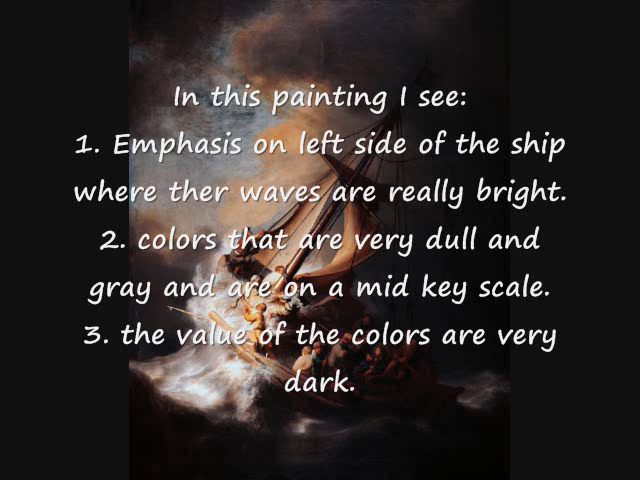 In this painting I see:
1. Emphasis on left side of the ship
where ther waves are really bright.
2. colors that are very dull and
gray and are on a mid key scale.
3. the value of the colors are very
dark.